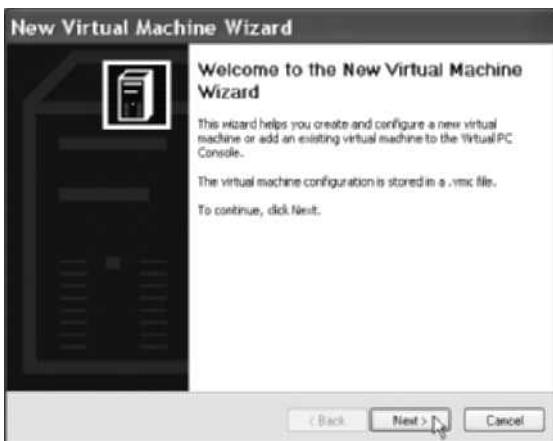 New Virtual Machine Wizard
Welcome to the New Virtual Machine
Wizard
This wizard helps you create and configure a new virtual
machine or add an existing virtual machine to the Virtual PC
Console.
The virtual machine configuration is stored in a .vmc file.
To continue, click Next.
< Back
Next >
Cancel